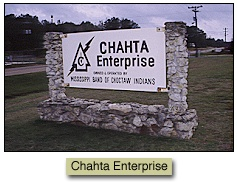 CHAHTA
Enterprise
C
OWNED & OPERATED BY
MISSISSIPPI BAND OF CHOCTAW INDIANS
Chahta Enterprise